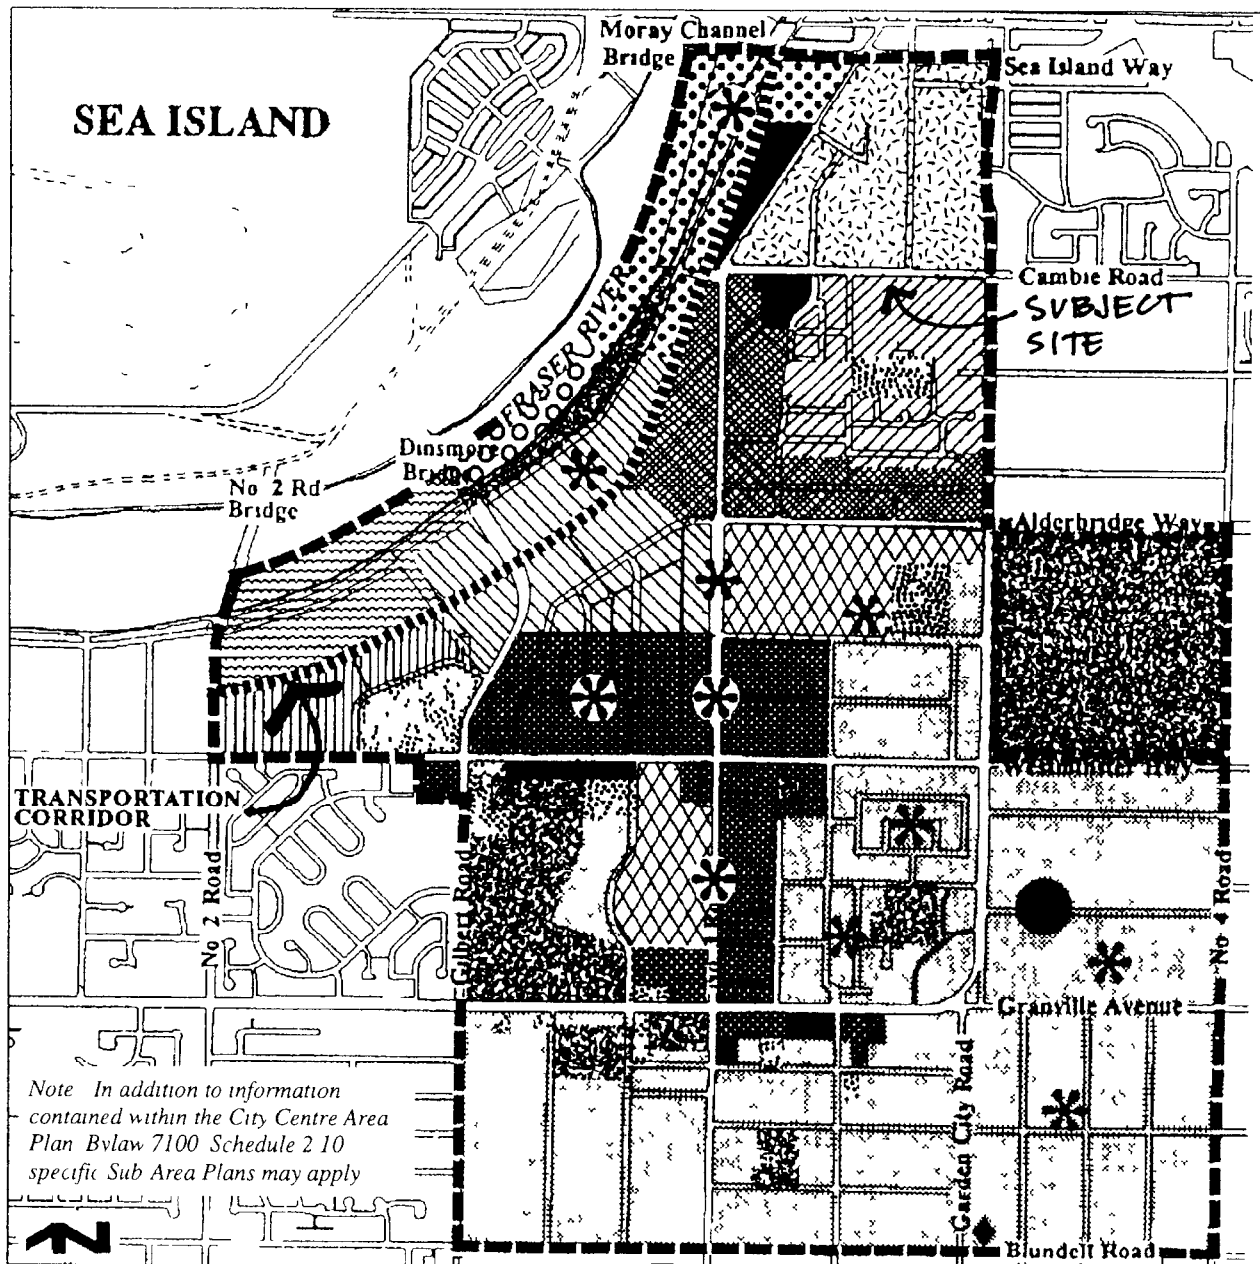 Moray Channel
Bridge
Sea Island Way
SEA ISLAND
Cambie Road
SUBJECT
SITE
FRASER RIVER
Dinsmore
No 2 Rd
Bridge
Alderbridge Way
TRANSPORTATION
CORRIDOR
No 2 Road
Gilbert Road
No 4 Road
Granville Avenue
Garden City Road
Note In addition to information
contained within the City Centre Area
Plan Bylaw 7100 Schedule 2 10
specific Sub Area Plans may apply
N
Blundell Road